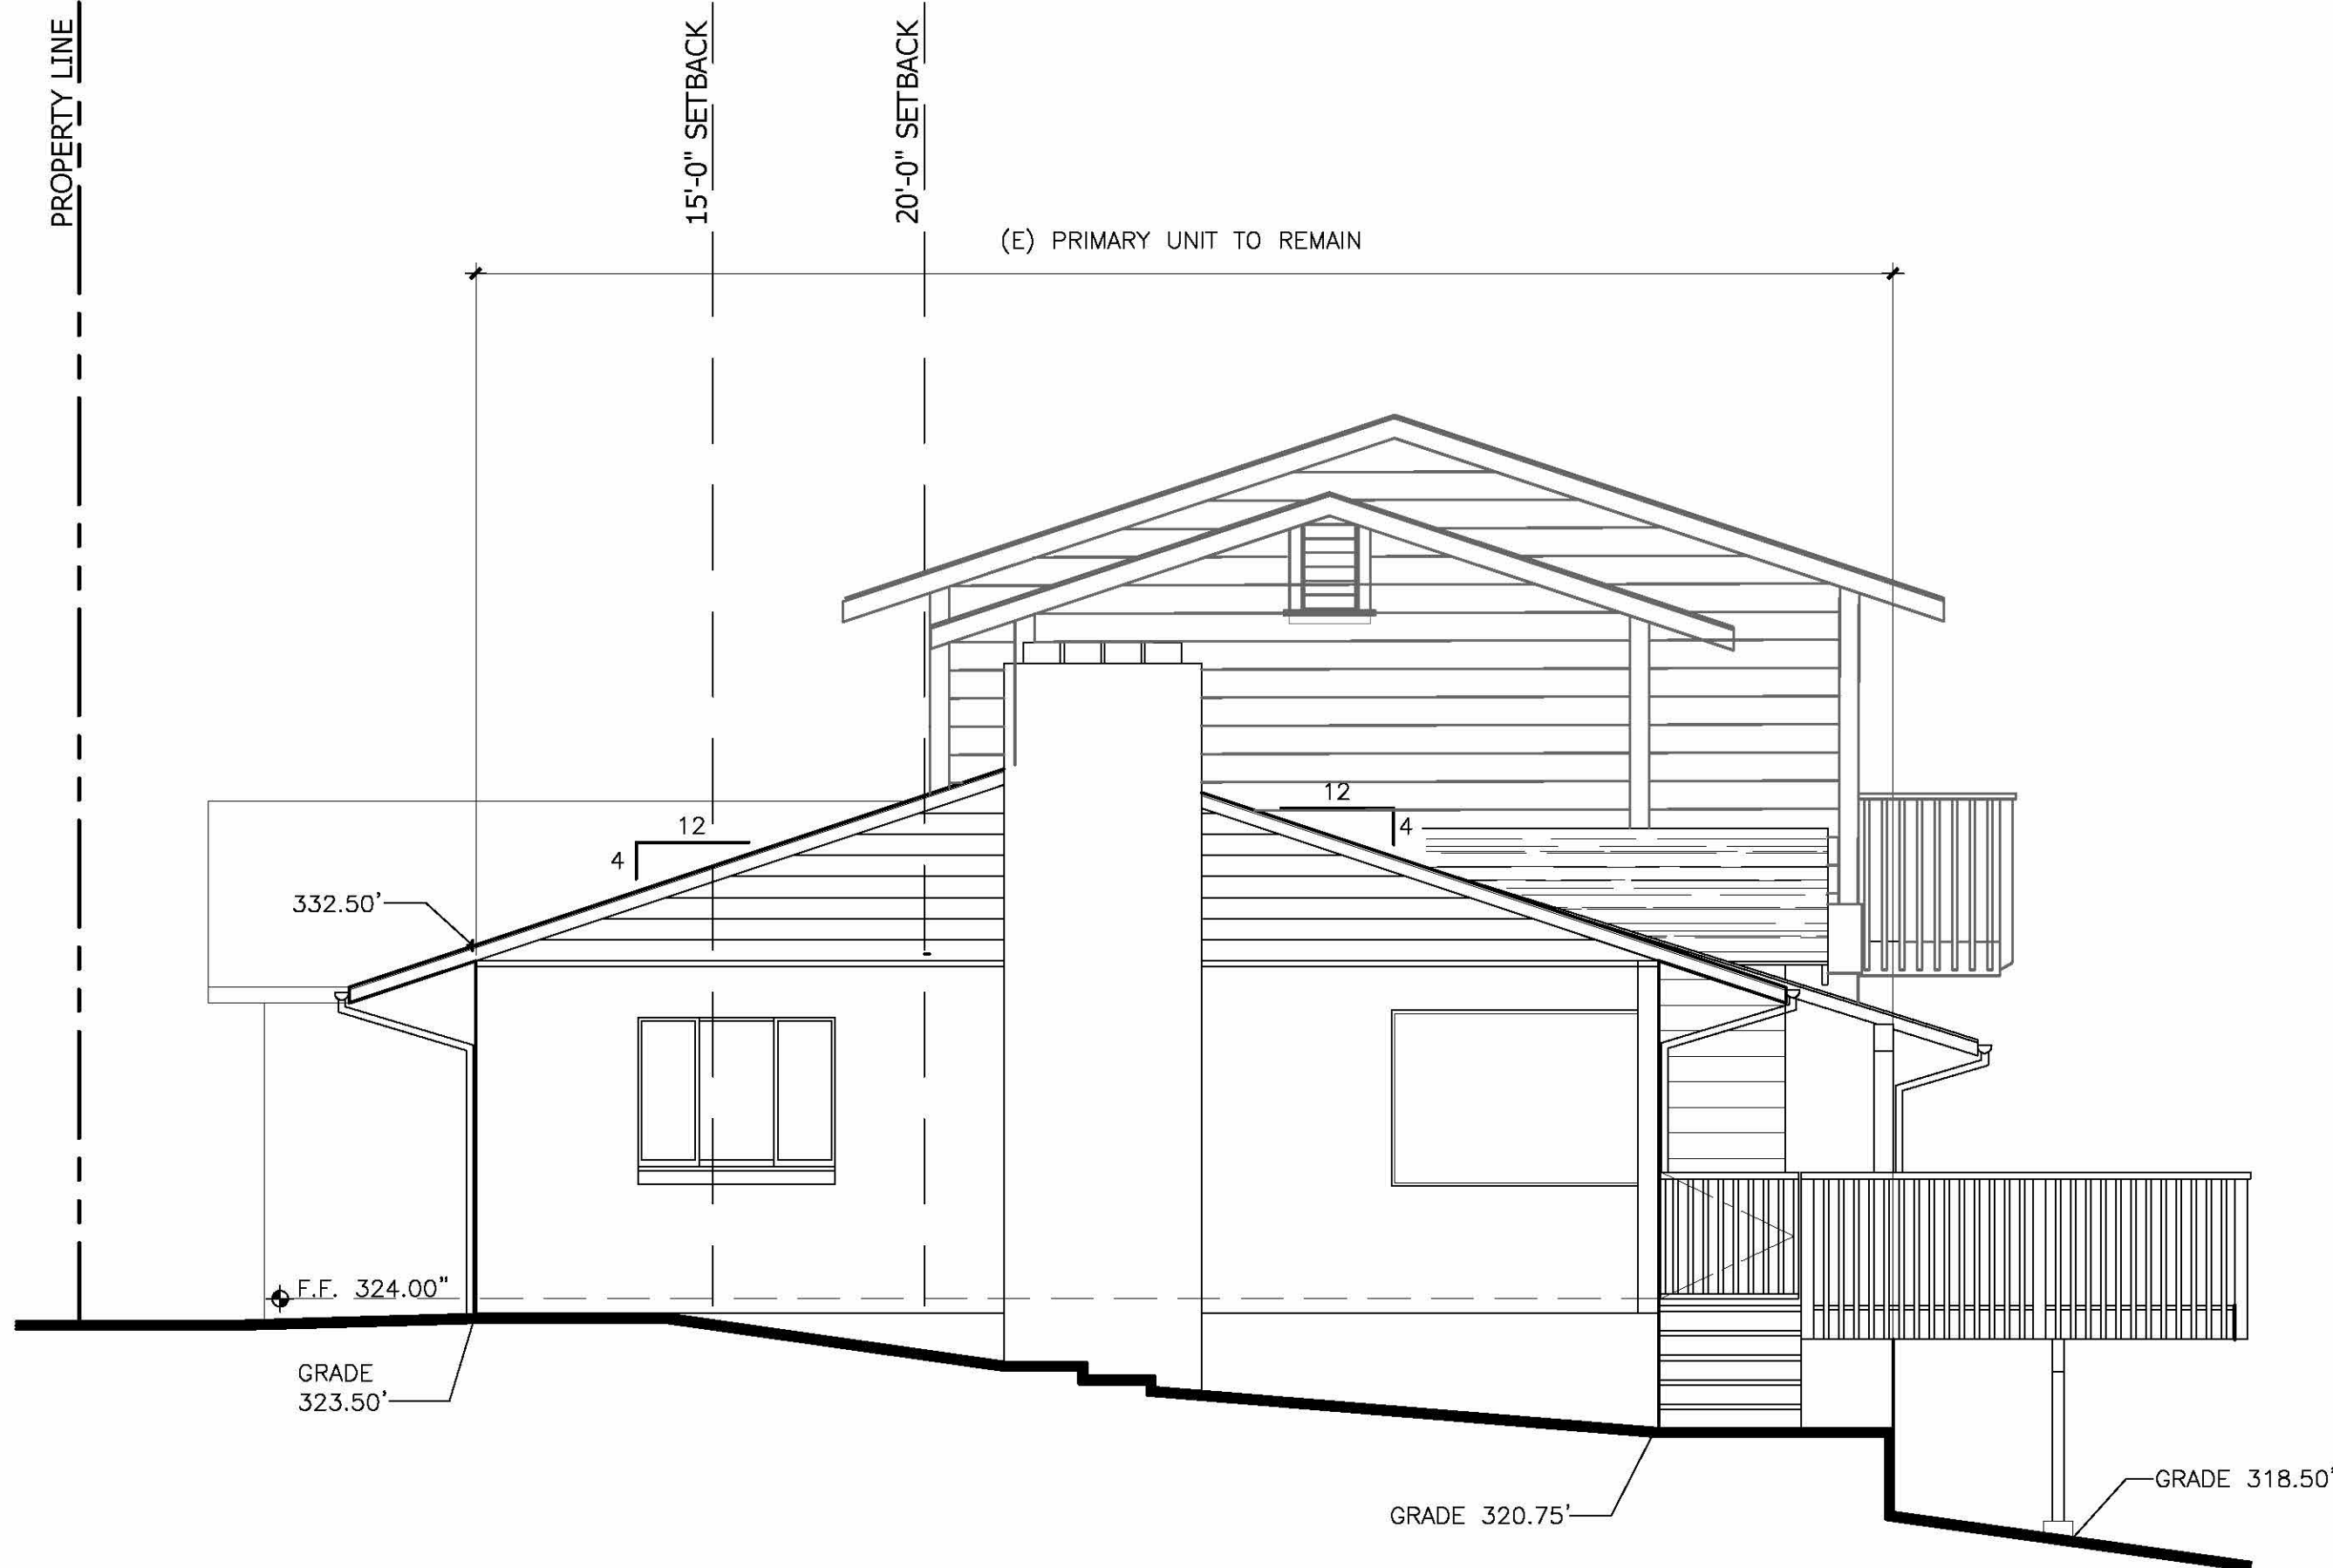 PROPERTY LINE
15'-0" SETBACK
20'-0" SETBACK
(E) PRIMARY UNIT TO REMAIN
12
4
12
4
332.50'
F.F. 324.00"
GRADE
323.50'
GRADE 320.75'
GRADE 318.50'